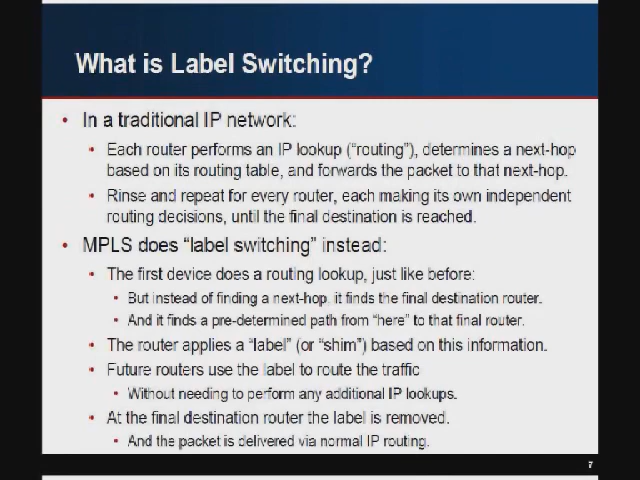 What is Label Switching?
• In a traditional IP network:
• Each router performs an IP lookup (“routing”), determines a next-hop
based on its routing table, and forwards the packet to that next-hop.
• Rinse and repeat for every router, each making its own independent
routing decisions, until the final destination is reached.
• MPLS does “label switching” instead:
• The first device does a routing lookup, just like before:
• But instead of finding a next-hop, it finds the final destination router.
• And it finds a pre-determined path from “here” to that final router.
• The router applies a “label” (or “shim”) based on this information.
• Future routers use the label to route the traffic
• Without needing to perform any additional IP lookups.
• At the final destination router the label is removed.
• And the packet is delivered via normal IP routing.
7